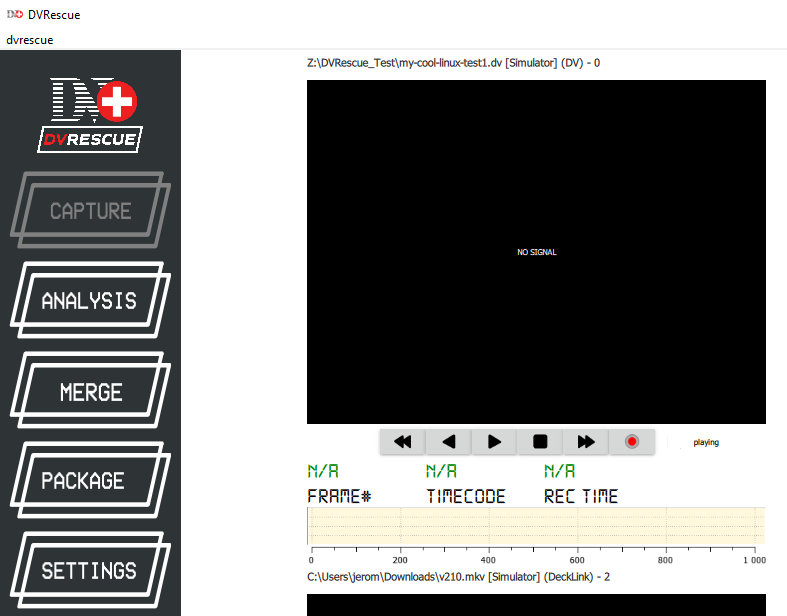 DVRescue
dvrescue
DV
DVRESCUE
CAPTURE
ANALYSIS
MERGE
PACKAGE
SETTINGS
Z:\DVRescue_Test\my-cool-linux-test1.dv [Simulator] (DV) - 0
NO SIGNAL
playing
N/A N/A N/A
FRAME# TIMECODE REC TIME
0 200 400 600 800 1 000
C:\Users\jerom\Downloads\v210.mkv [Simulator] (DeckLink) - 2